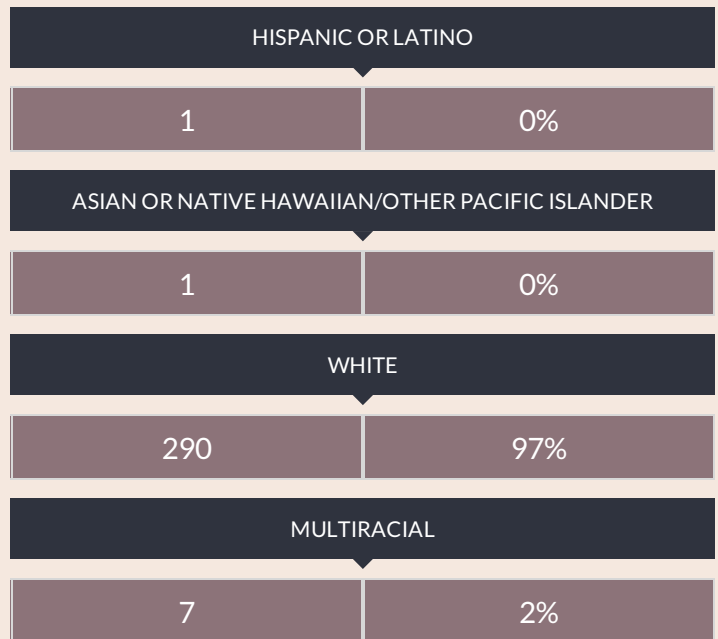 HISPANIC OR LATINO
1 0%
ASIAN OR NATIVE HAWAIIAN/OTHER PACIFIC ISLANDER
1 0%
WHITE
290 97%
MULTIRACIAL
7 2%